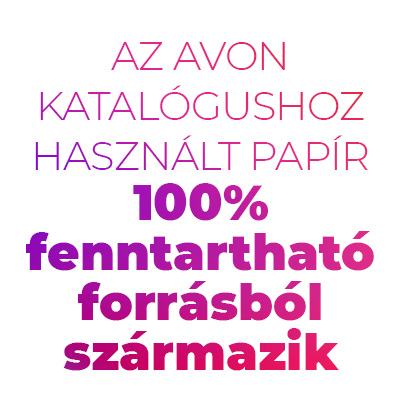 AZ AVON
KATALÓGUSHOZ
HASZNÁLT PAPÍR
100%
fenntartható
forrásból
származik